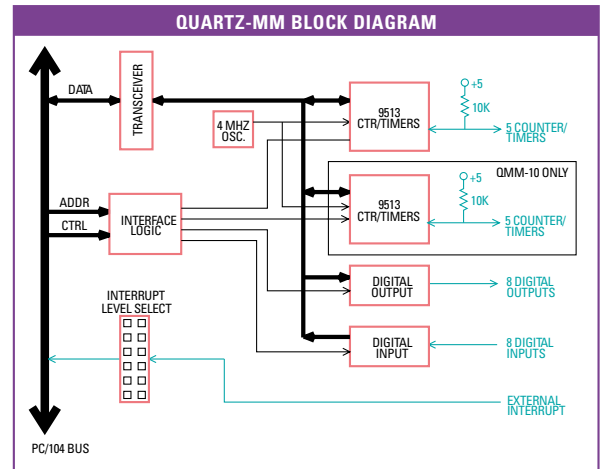 QUARTZ-MM BLOCK DIAGRAM
DATA
TRANSCEIVER
4 MHZ
OSC.
9513
CTR/TIMERS
+5
10K
5 COUNTER/
TIMERS
QMM-10 ONLY
9513
CTR/TIMERS
+5
10K
5 COUNTER/
TIMERS
ADDR
CTRL
INTERFACE
LOGIC
DIGITAL
OUTPUT
8 DIGITAL
OUTPUTS
INTERRUPT
LEVEL SELECT
DIGITAL
INPUT
8 DIGITAL
INPUTS
EXTERNAL
INTERRUPT
PC/104 BUS